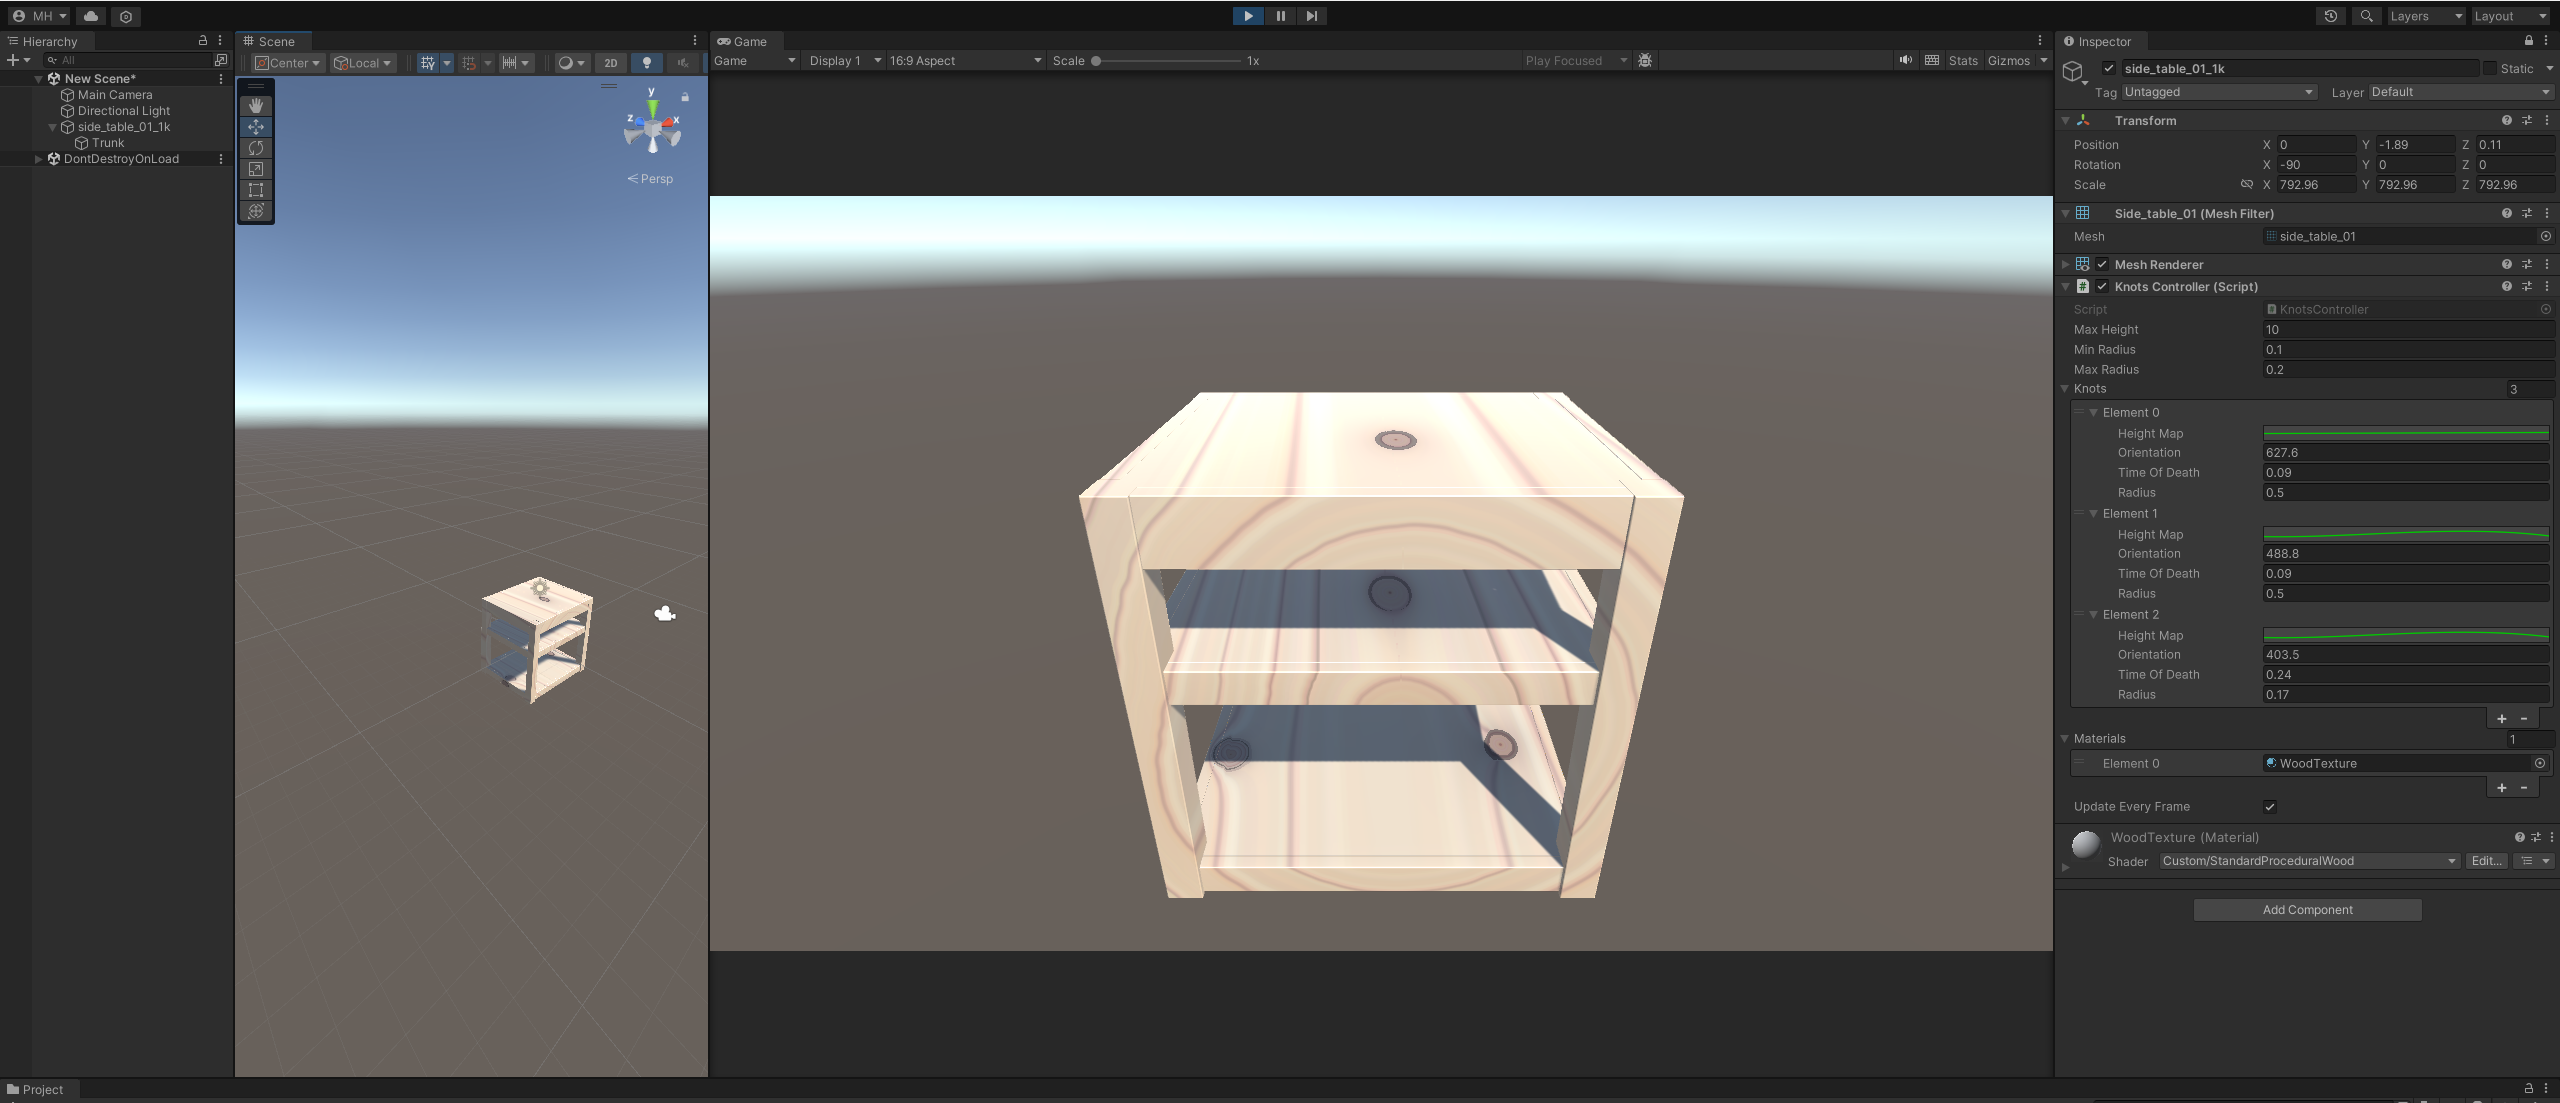 MH
Layers
Layout
Hierarchy
All
New Scene*
Main Camera
Directional Light
side_table_01_1k
Trunk
DontDestroyOnLoad
Scene
Center
Local
2D
y
z
x
Persp
Game
Game
Display 1
16:9 Aspect
Scale
1x
Play Focused
Stats
Gizmos
Inspector
side_table_01_1k
Static
Tag
Untagged
Layer
Default
Transform
Position X 0 Y -1.89 Z 0.11
Rotation X -90 Y 0 Z 0
Scale X 792.96 Y 792.96 Z 792.96
Side_table_01 (Mesh Filter)
Mesh side_table_01
Mesh Renderer
# Knots Controller (Script)
Script KnotsController
Max Height 10
Min Radius 0.1
Max Radius 0.2
Knots 3
Element 0
Height Map
Orientation 627.6
Time Of Death 0.09
Radius 0.5
Element 1
Height Map
Orientation 488.8
Time Of Death 0.09
Radius 0.5
Element 2
Height Map
Orientation 403.5
Time Of Death 0.24
Radius 0.17
+ -
Materials 1
Element 0 WoodTexture
+ -
Update Every Frame
WoodTexture (Material)
Shader Custom/StandardProceduralWood Edit...
Add Component
Project